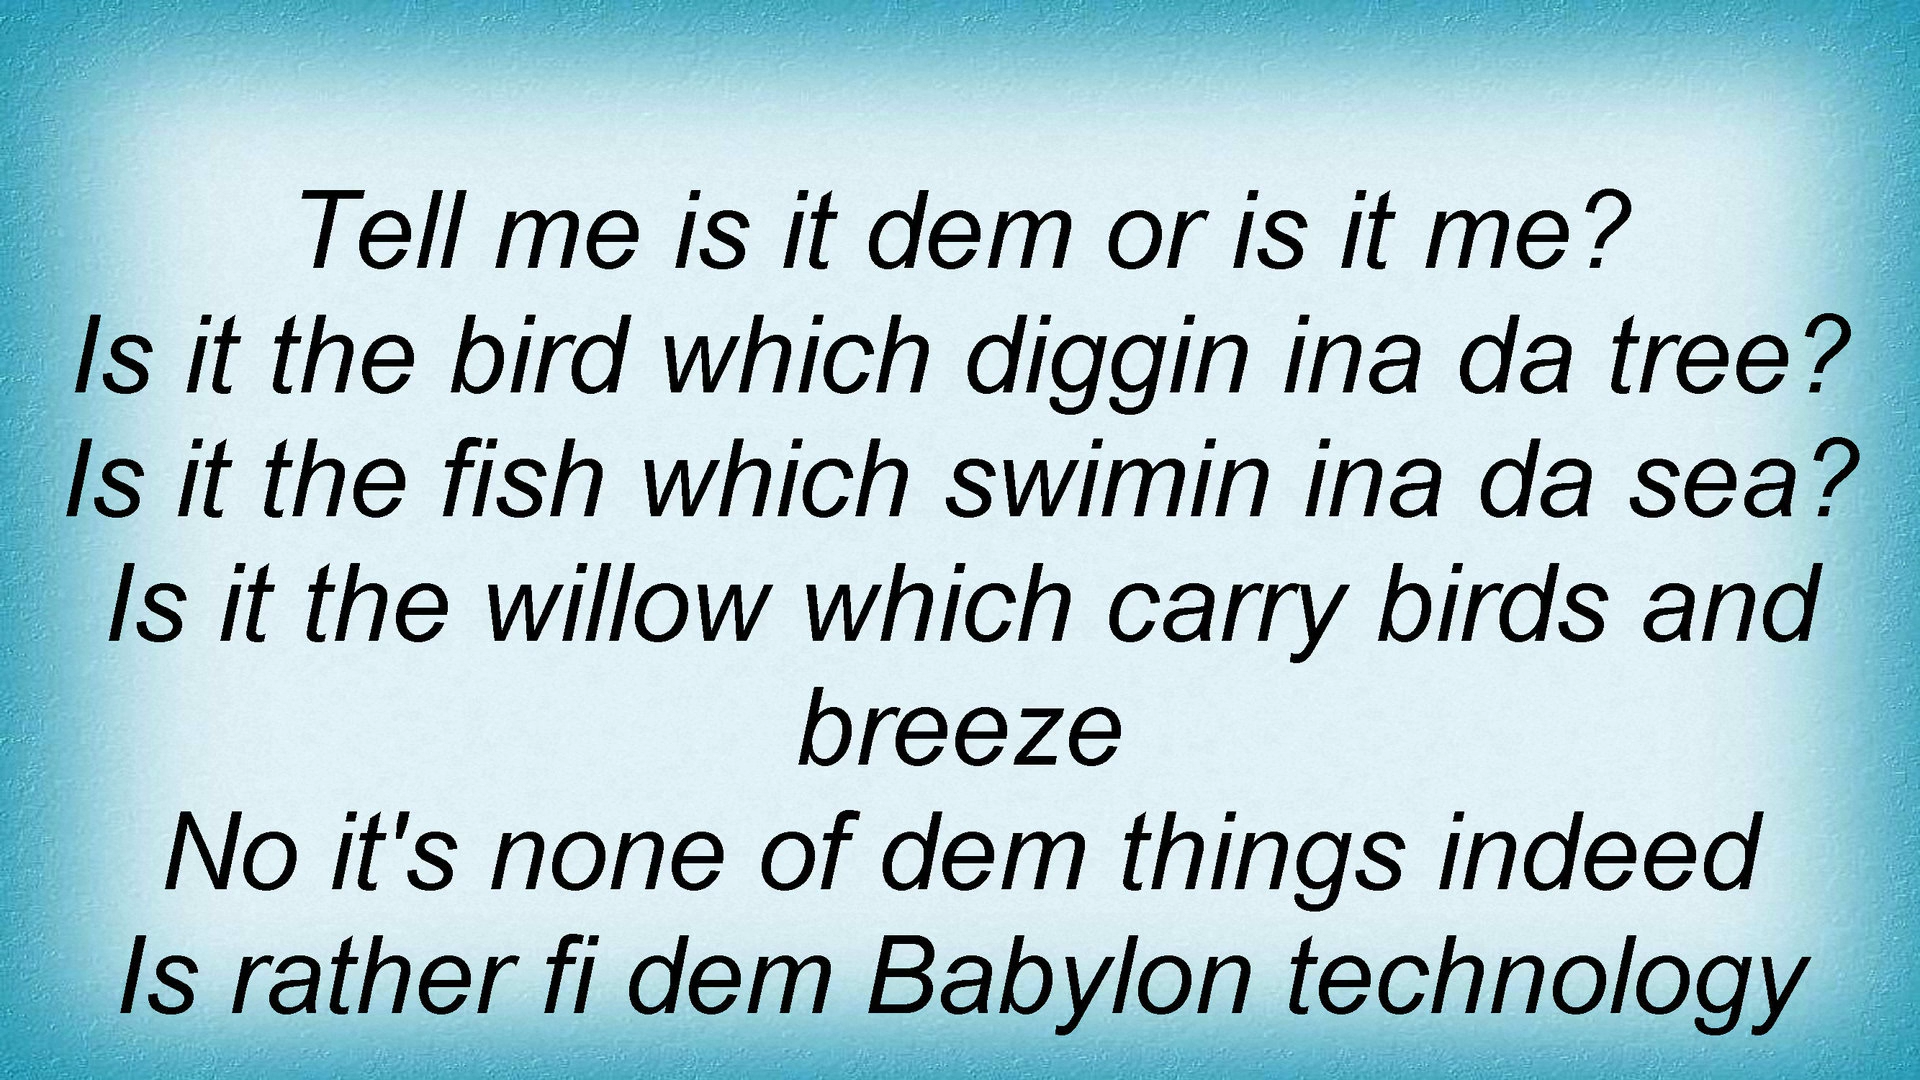 Tell me is it dem or is it me?
Is it the bird which diggin ina da tree?
Is it the fish which swimin ina da sea?
Is it the willow which carry birds and
breeze
No it's none of dem things indeed
Is rather fi dem Babylon technology